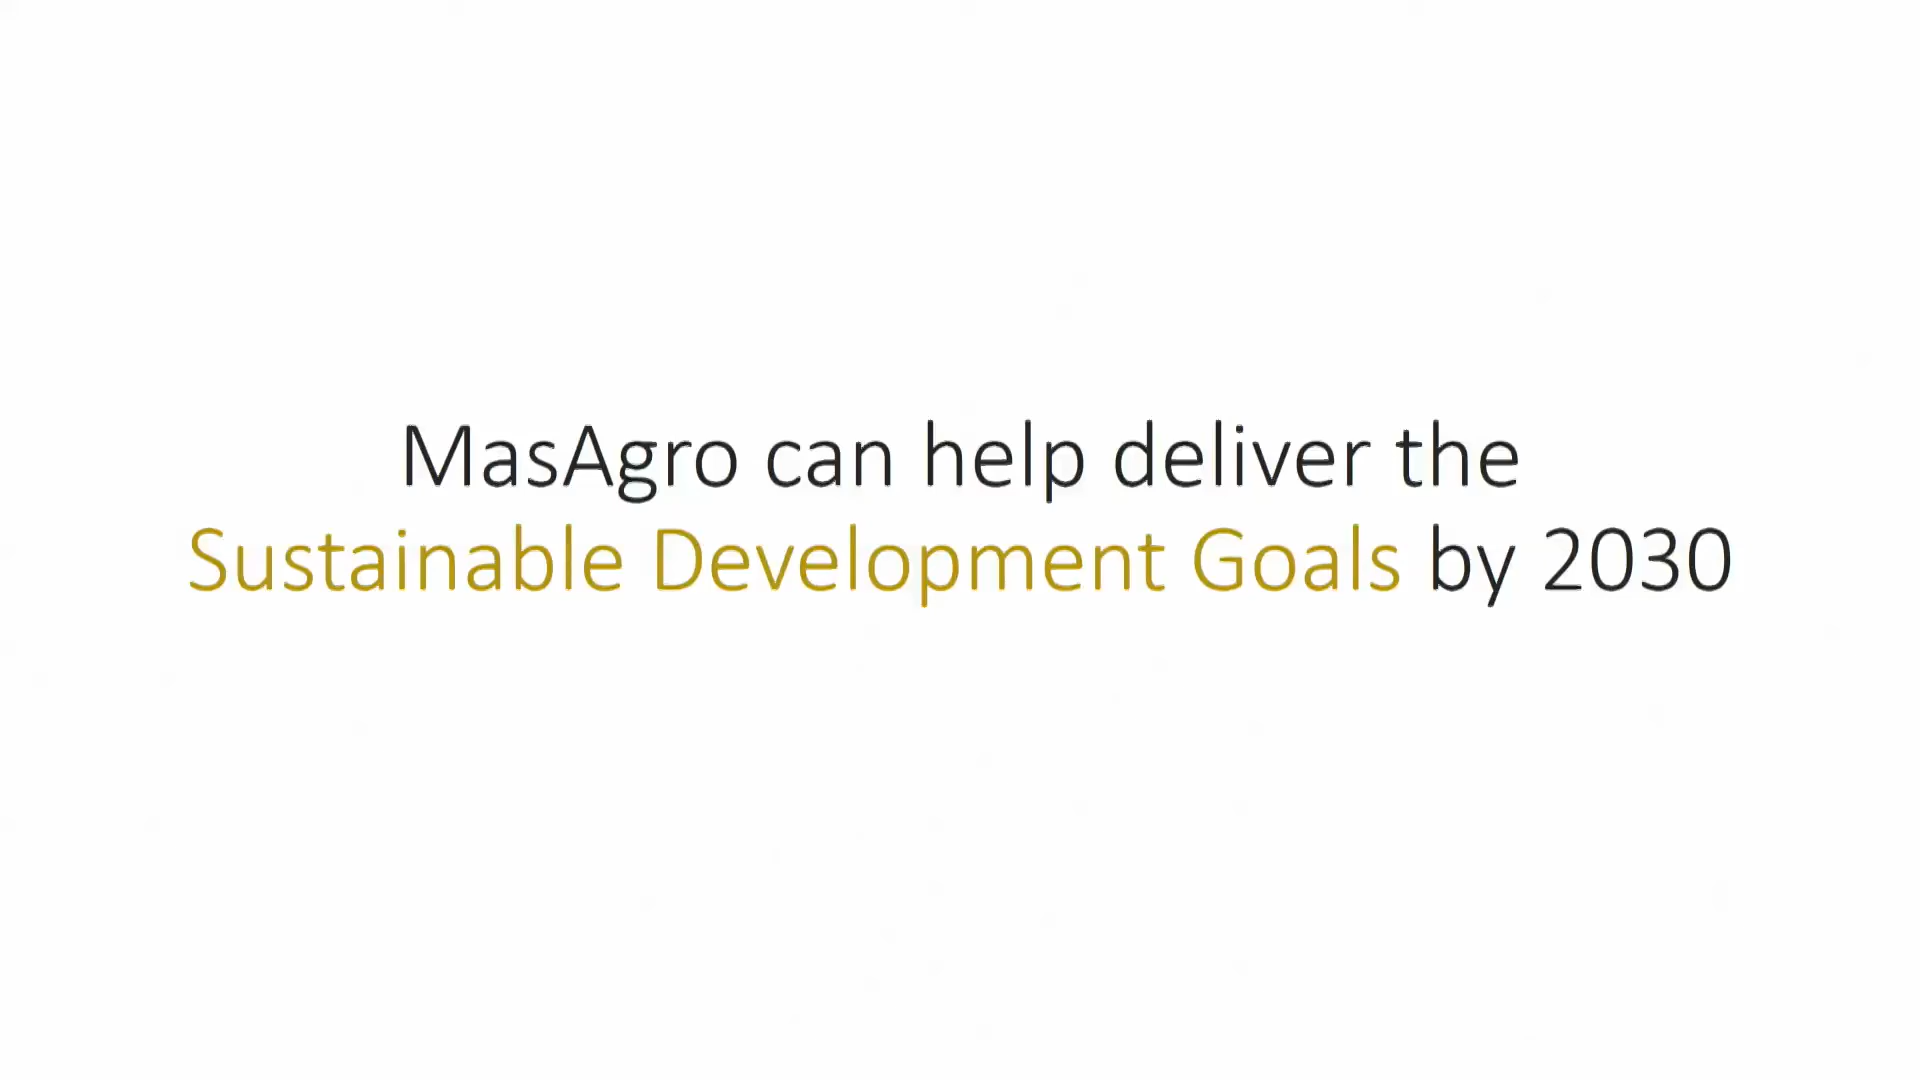 MasAgro can help deliver the
Sustainable Development Goals by 2030